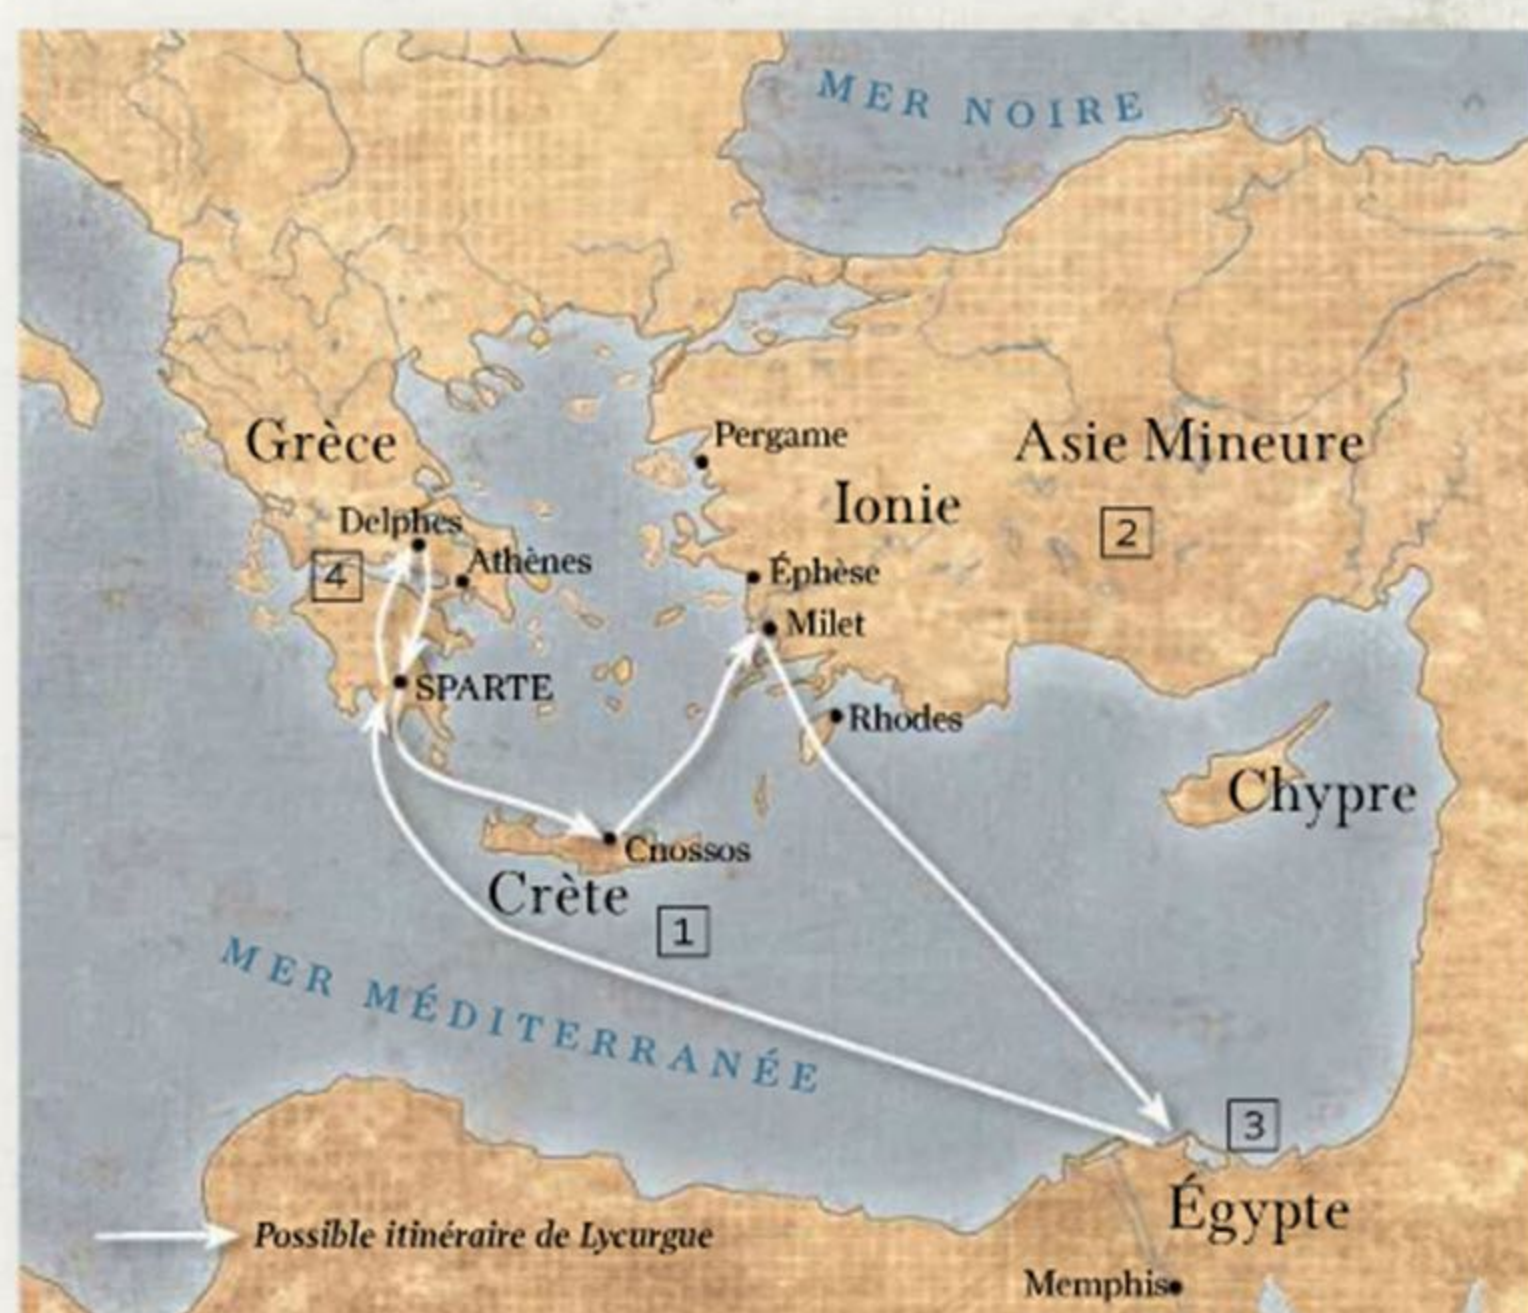 MER NOIRE
Grèce
Pergame
Asie Mineure
Ionie
2
Delphes
Athènes
4
Éphèse
Milet
SPARTE
Rhodes
Chypre
Cnossos
Crète
1
MER MÉDITERRANÉE
3
Égypte
Possible itinéraire de Lycurgue
Memphis